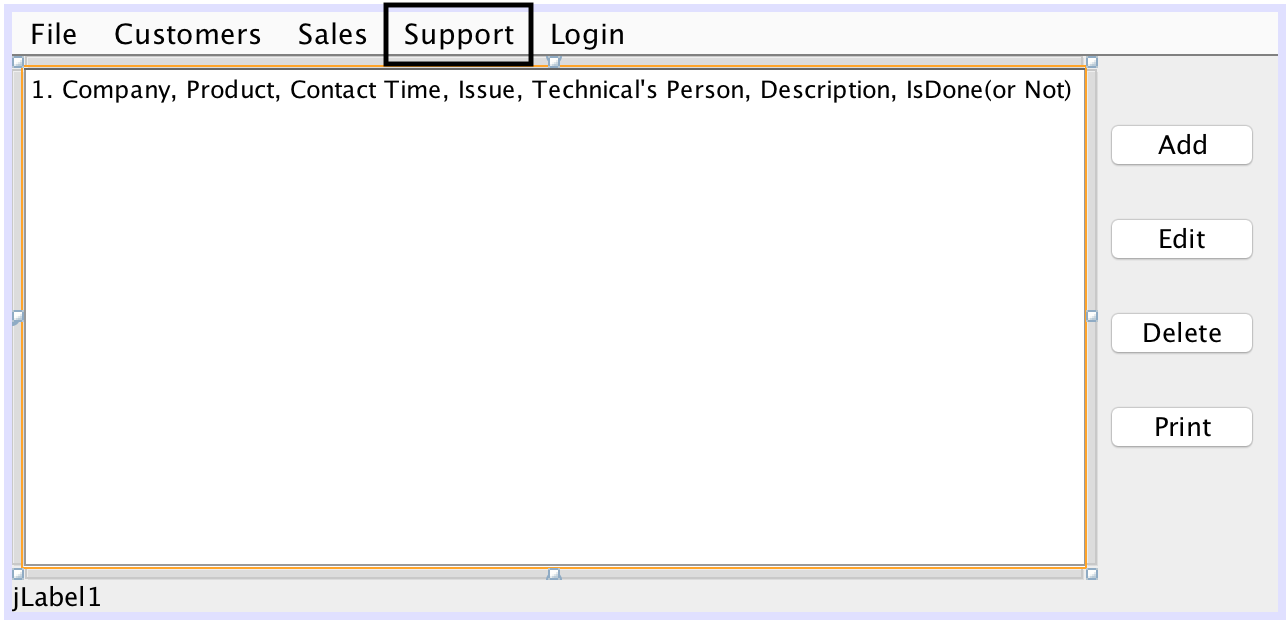 File Customers Sales Support Login
1. Company, Product, Contact Time, Issue, Technical's Person, Description, IsDone(or Not)
Add
Edit
Delete
Print
jLabel1